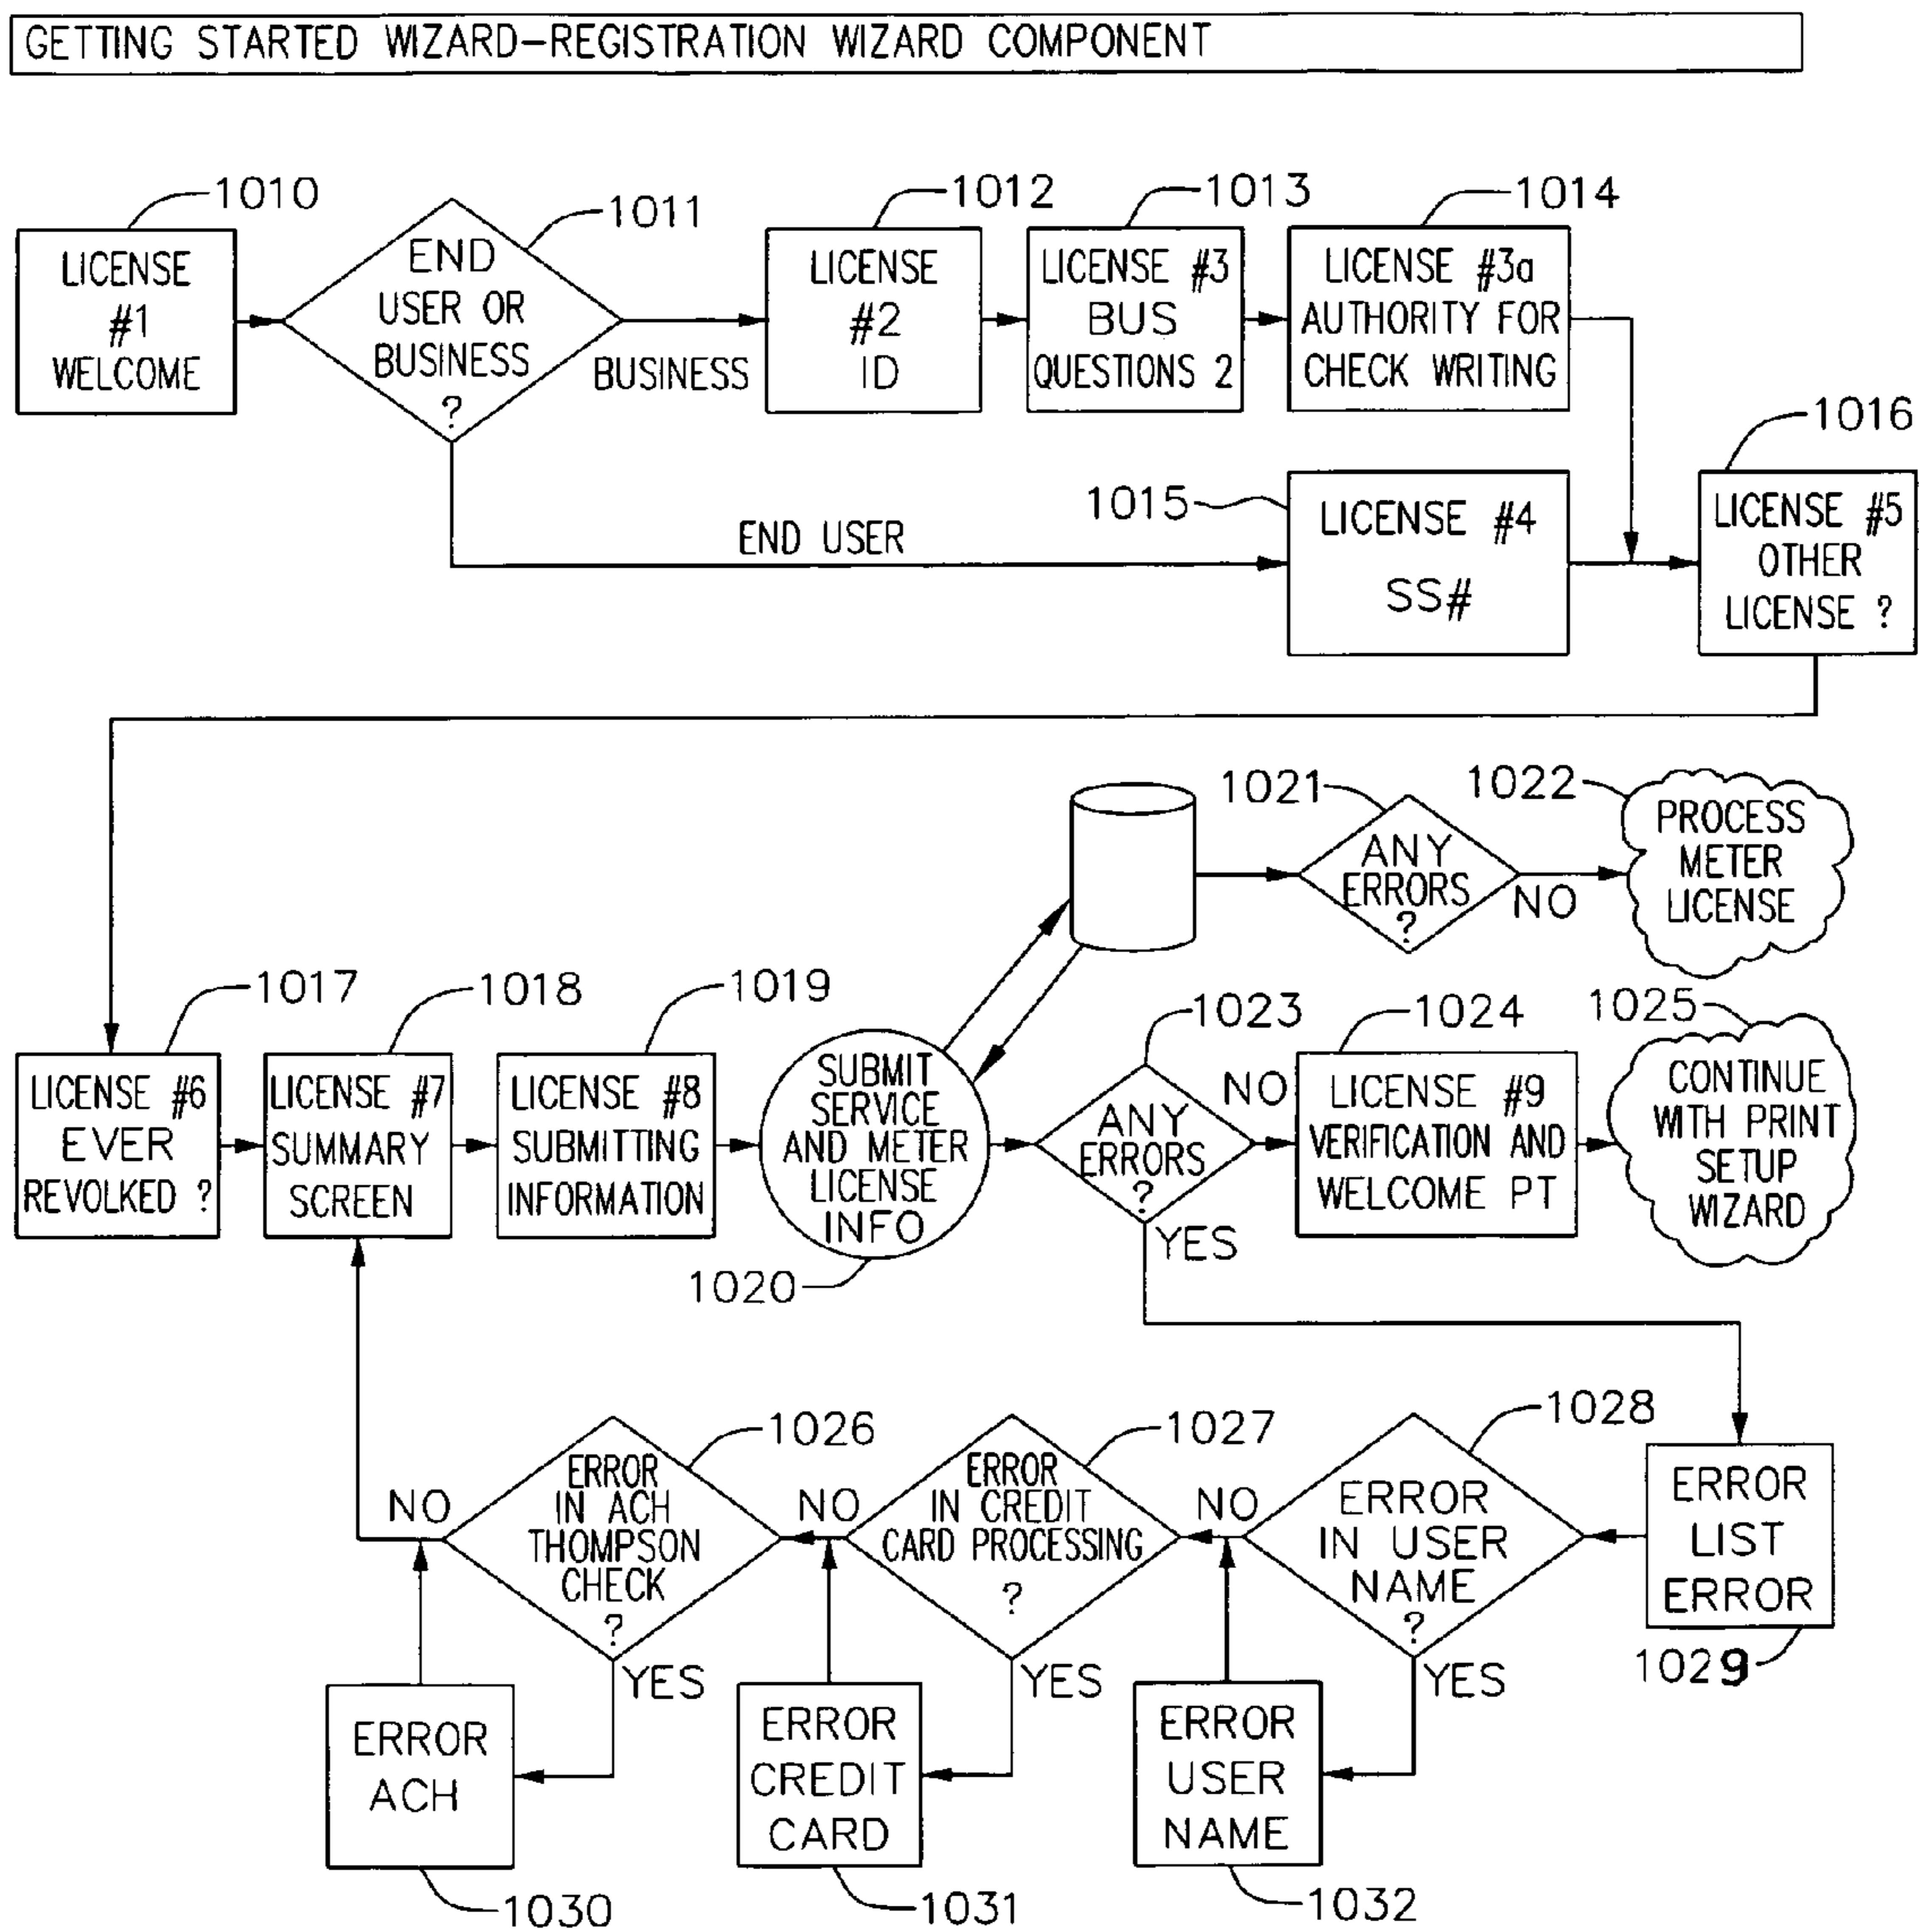 GETTING STARTED WIZARD-REGISTRATION WIZARD COMPONENT
1010
LICENSE
#1
WELCOME
1011
END
USER OR
BUSINESS
?
BUSINESS
1012
LICENSE
#2
ID
1013
LICENSE #3
BUS
QUESTIONS 2
1014
LICENSE #3a
AUTHORITY FOR
CHECK WRITING
END USER
1015
LICENSE #4
SS#
1016
LICENSE #5
OTHER
LICENSE ?
1021
ANY
ERRORS
?
NO
1022
PROCESS
METER
LICENSE
1017
LICENSE #6
EVER
REVOLKED ?
1018
LICENSE #7
SUMMARY
SCREEN
1019
LICENSE #8
SUBMITTING
INFORMATION
SUBMIT
SERVICE
AND METER
LICENSE
INFO
1020
1023
ANY
ERRORS
?
NO
YES
1024
LICENSE #9
VERIFICATION AND
WELCOME PT
1025
CONTINUE
WITH PRINT
SETUP
WIZARD
NO
1026
ERROR
IN ACH
THOMPSON
CHECK
?
YES
NO
1027
ERROR
IN CREDIT
CARD PROCESSING
?
YES
NO
1028
ERROR
IN USER
NAME
?
YES
ERROR
LIST
ERROR
1029
ERROR
ACH
1030
ERROR
CREDIT
CARD
1031
ERROR
USER
NAME
1032